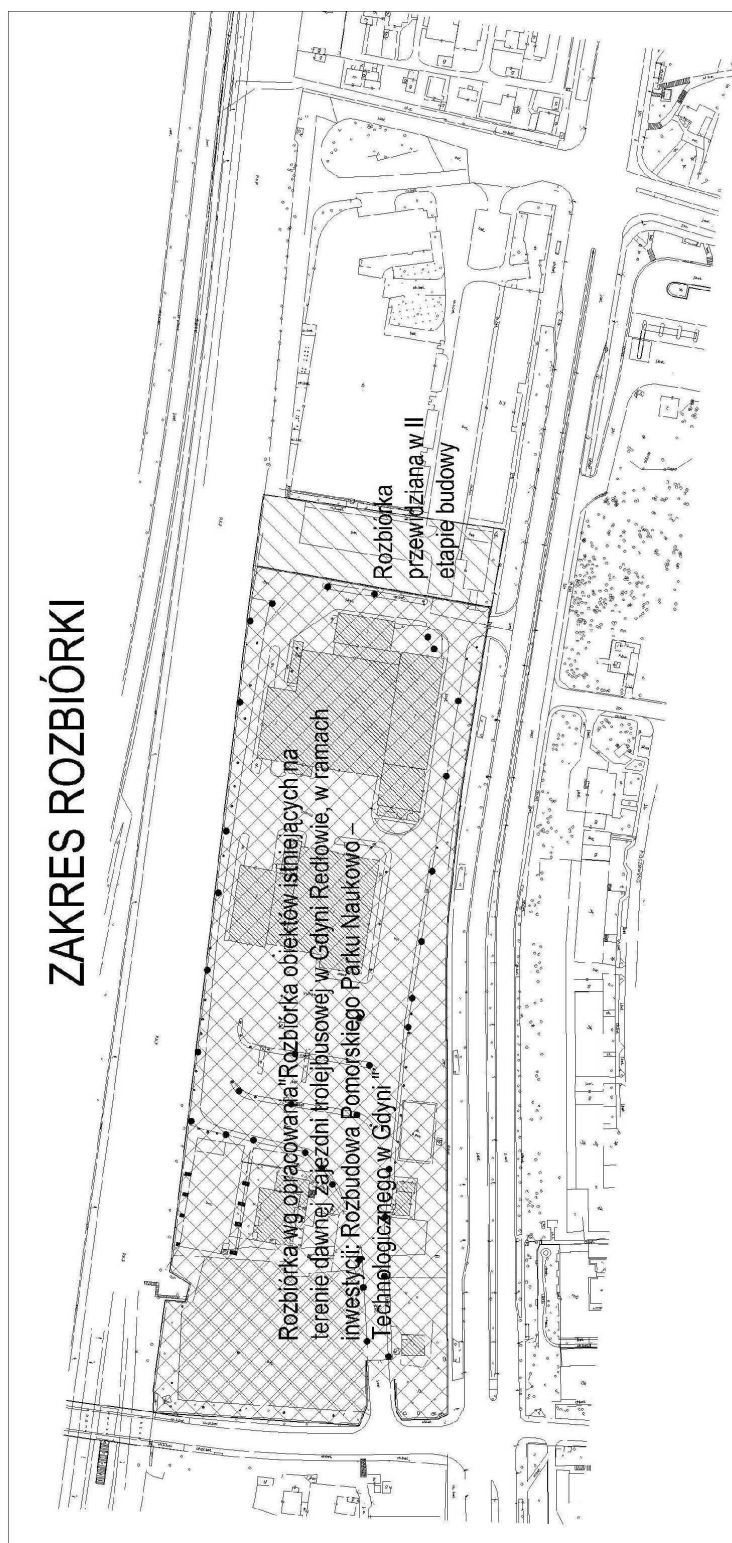 ZAKRES ROZBIÓRKI
Rozbiórka wg opracowania"Rozbiórka obiektów istniejących na
terenie dawnej zajezdni trolejbusowej w Gdyni Redłowie, w ramach
inwestycji: Rozbudowa Pomorskiego Parku Naukowo –
Technologicznego w Gdyni "
Rozbiórka
przewidziana w II
etapie budowy